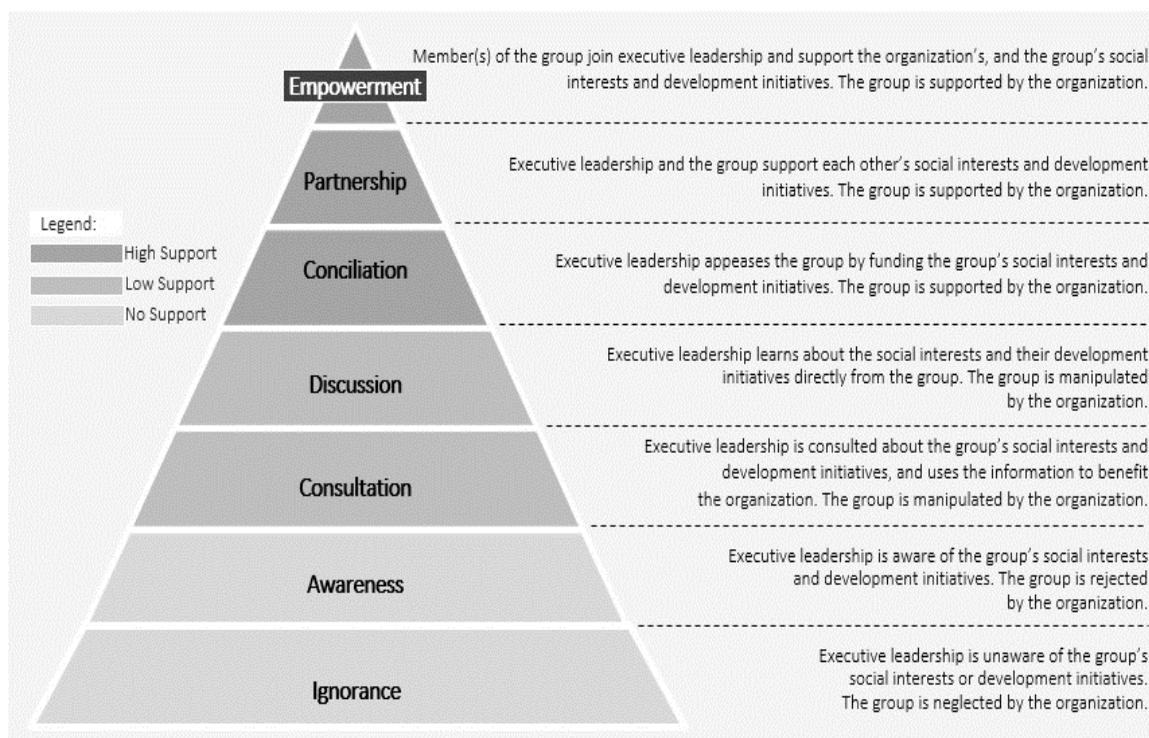 Member(s) of the group join executive leadership and support the organization's, and the group's social
interests and development initiatives. The group is supported by the organization.
Empowerment
Executive leadership and the group support each other's social interests and development
initiatives. The group is supported by the organization.
Partnership
Legend:
High Support
Low Support
No Support
Executive leadership appeases the group by funding the group's social interests and
development initiatives. The group is supported by the organization.
Conciliation
Executive leadership learns about the social interests and their development
initiatives directly from the group. The group is manipulated
by the organization.
Discussion
Executive leadership is consulted about the group's social interests and
development initiatives, and uses the information to benefit
the organization. The group is manipulated by the organization.
Consultation
Executive leadership is aware of the group's social interests
and development initiatives. The group is rejected
by the organization.
Awareness
Executive leadership is unaware of the group's
social interests or development initiatives.
The group is neglected by the organization.
Ignorance